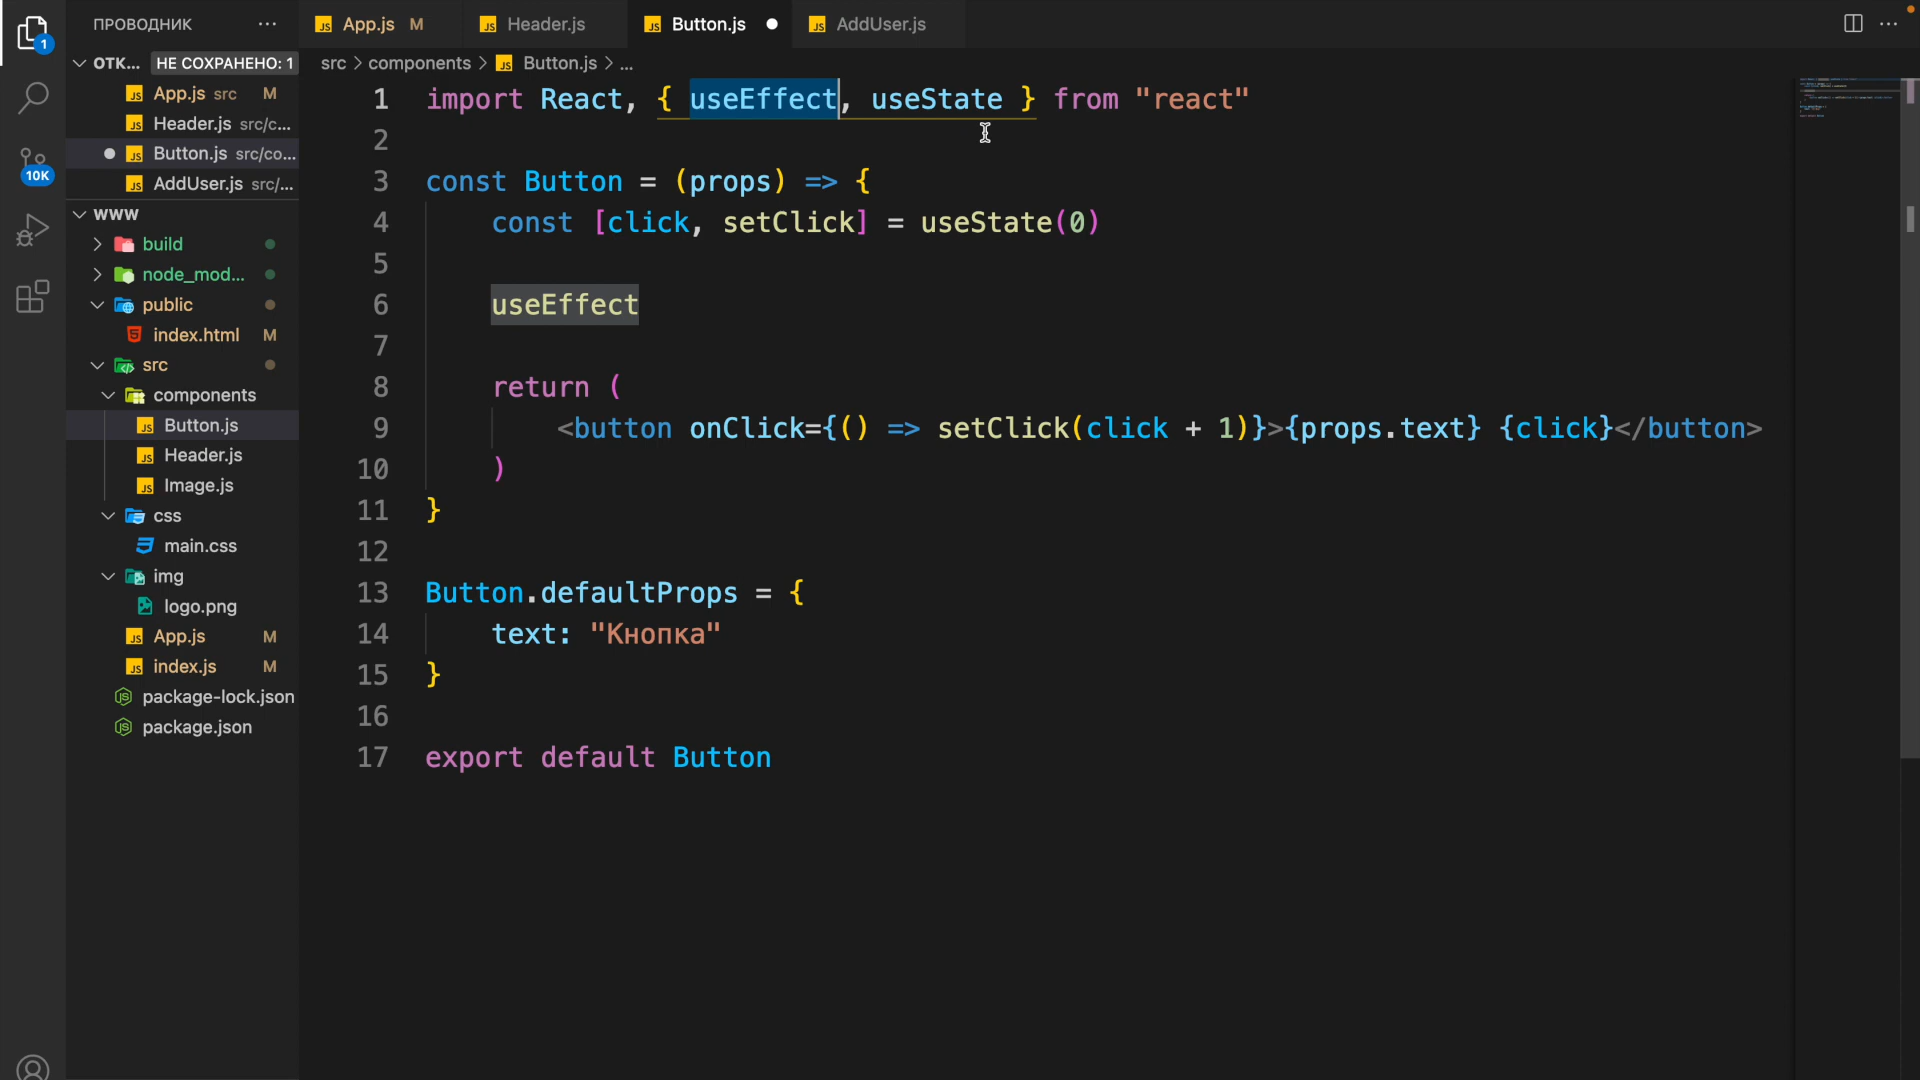 ПРОВОДНИК
ОТК... НЕ СОХРАНЕНО: 1
App.js src M
Header.js src/c...
Button.js src/co...
AddUser.js src/...
WWW
build
node_mod...
public
index.html M
src
components
Button.js
Header.js
Image.js
css
main.css
img
logo.png
App.js M
index.js M
package-lock.json
package.json
1
10K
App.js M
Header.js
Button.js
AddUser.js
src > components > Button.js > ...
1 import React, { useEffect, useState } from "react"
2
3 const Button = (props) => {
4 const [click, setClick] = useState(0)
5
6 useEffect
7
8 return (
9 <button onClick={() => setClick(click + 1)}>{props.text} {click}</button>
10 )
11 }
12
13 Button.defaultProps = {
14 text: "Кнопка"
15 }
16
17 export default Button